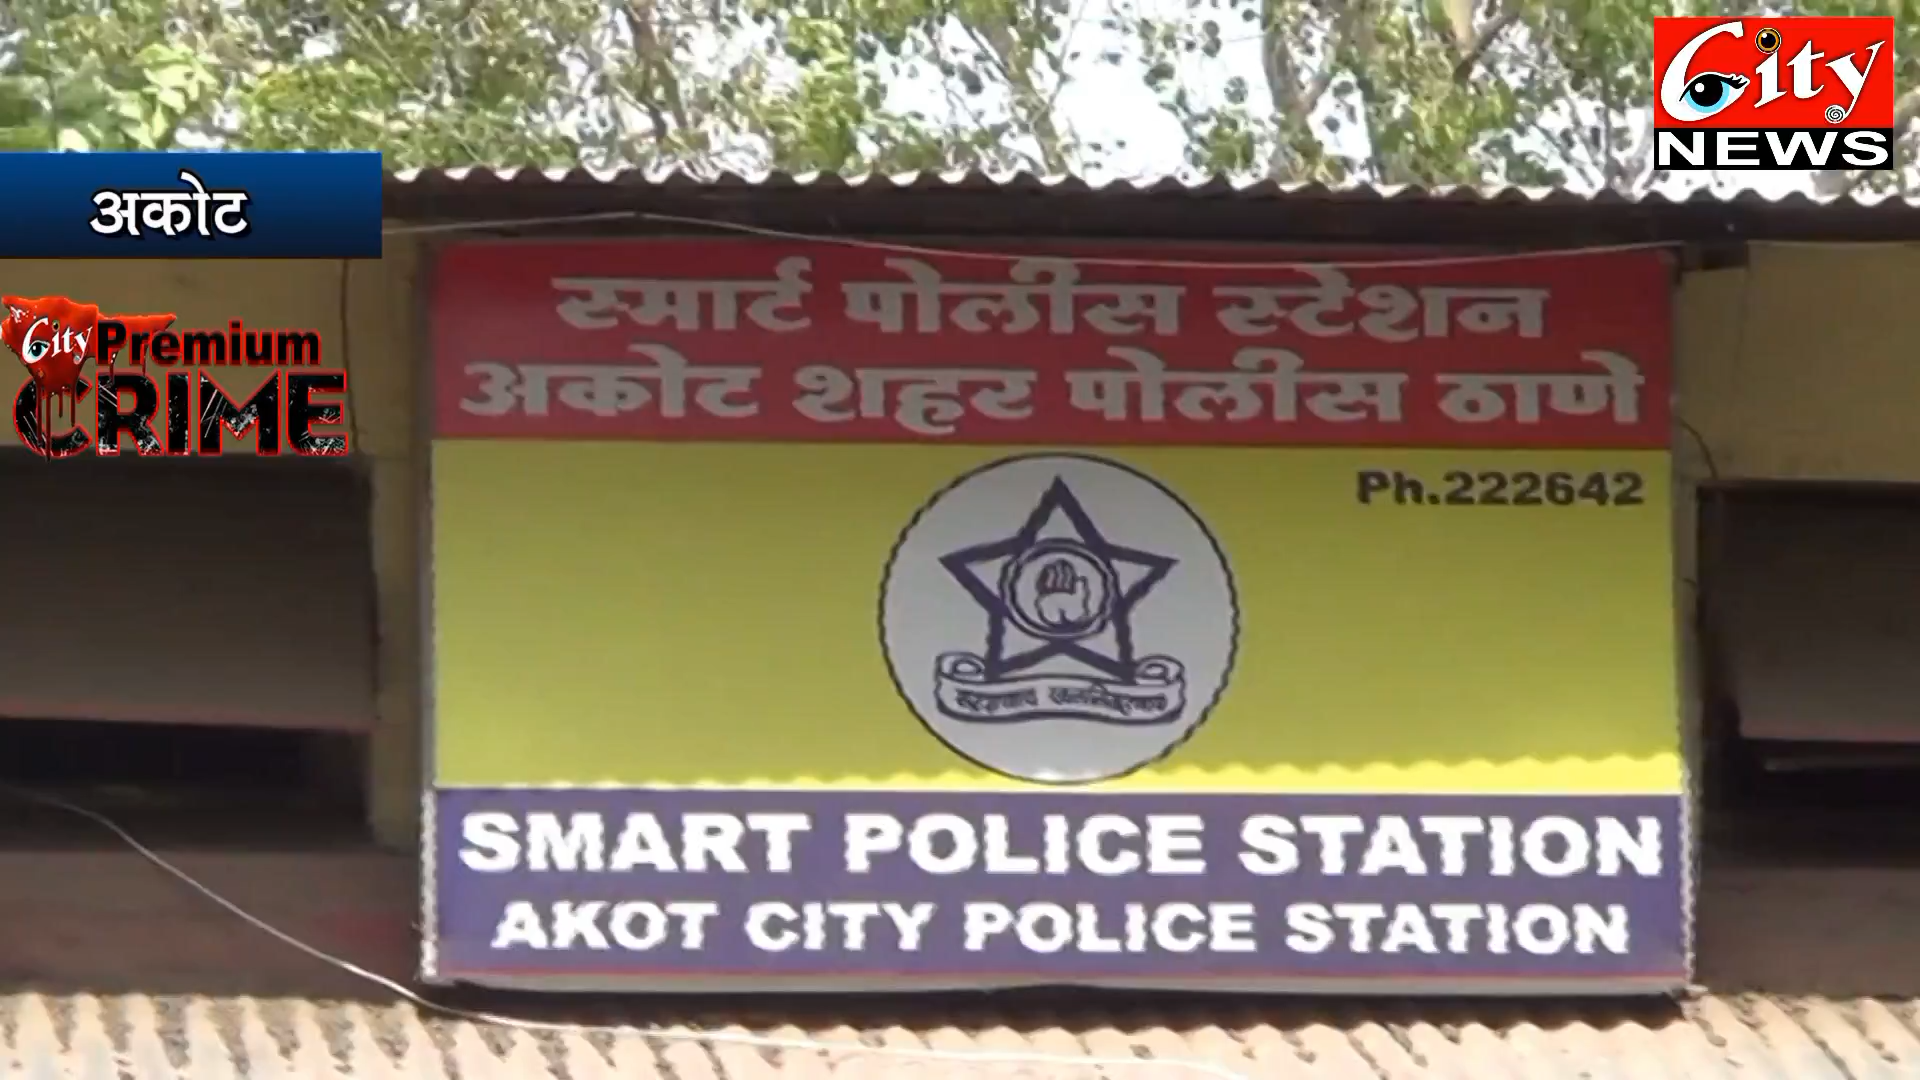 City
NEWS
अकोट
City Premium
CRIME
स्मार्ट पोलीस स्टेशन
अकोट शहर पोलीस ठाणे
Ph.222642
SMART POLICE STATION
AKOT CITY POLICE STATION